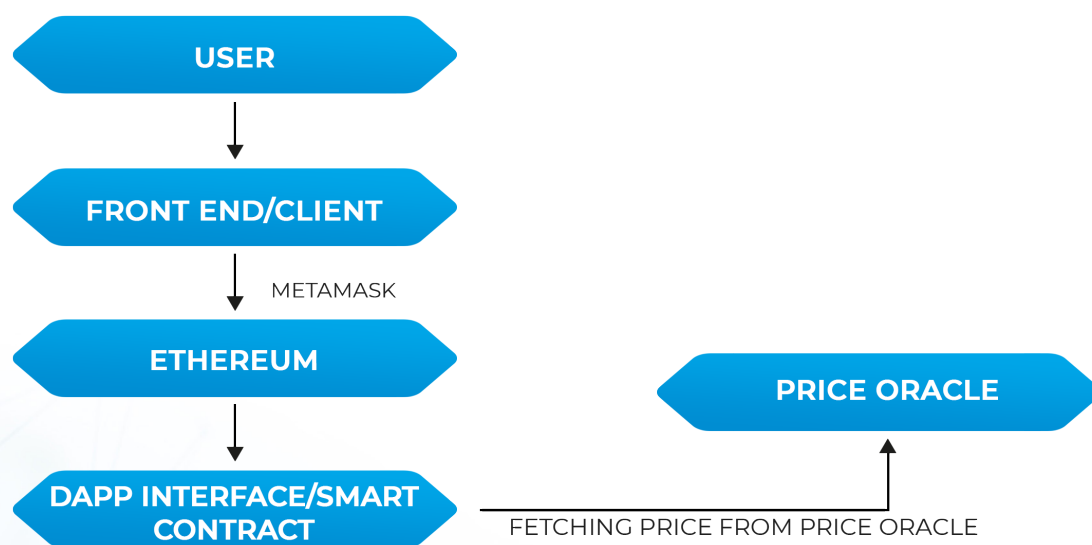 USER
FRONT END/CLIENT
METAMASK
ETHEREUM
PRICE ORACLE
DAPP INTERFACE/SMART
CONTRACT
FETCHING PRICE FROM PRICE ORACLE